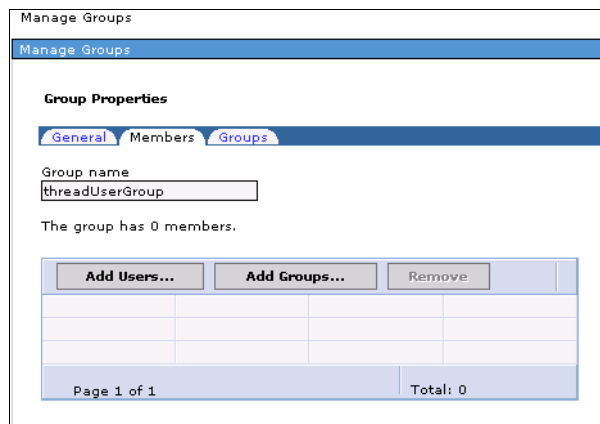 Manage Groups
Manage Groups
Group Properties
General Members Groups
Group name
threadUserGroup
The group has 0 members.
Add Users... Add Groups... Remove
Page 1 of 1 Total: 0